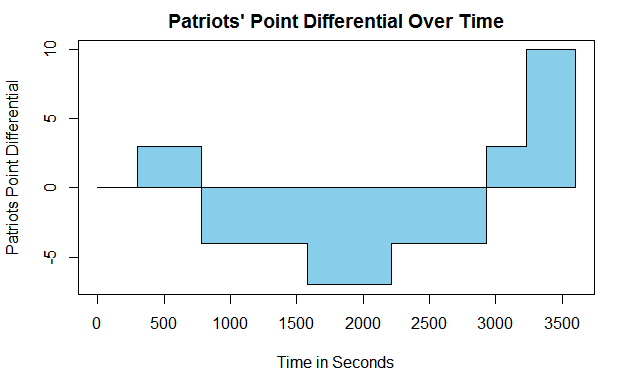 Patriots' Point Differential Over Time
Patriots Point Differential
10
5
0
-5
0 500 1000 1500 2000 2500 3000 3500
Time in Seconds